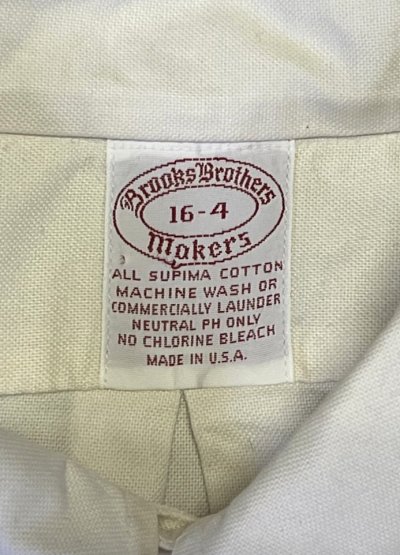 Brooks Brothers
16-4
Makers
ALL SUPIMA COTTON
MACHINE WASH OR
COMMERCIALLY LAUNDER
NEUTRAL PH ONLY
NO CHLORINE BLEACH
MADE IN U.S.A.